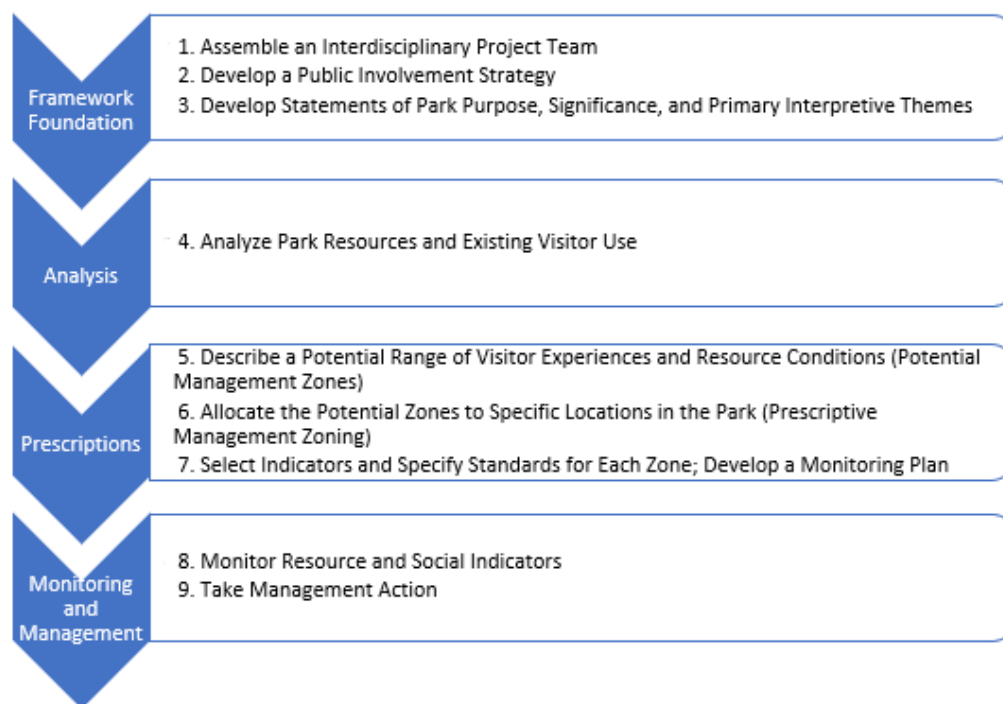 Framework
Foundation
1. Assemble an Interdisciplinary Project Team
2. Develop a Public Involvement Strategy
3. Develop Statements of Park Purpose, Significance, and Primary Interpretive Themes
Analysis
4. Analyze Park Resources and Existing Visitor Use
Prescriptions
5. Describe a Potential Range of Visitor Experiences and Resource Conditions (Potential
Management Zones)
6. Allocate the Potential Zones to Specific Locations in the Park (Prescriptive
Management Zoning)
7. Select Indicators and Specify Standards for Each Zone; Develop a Monitoring Plan
Monitoring
and
Management
8. Monitor Resource and Social Indicators
9. Take Management Action